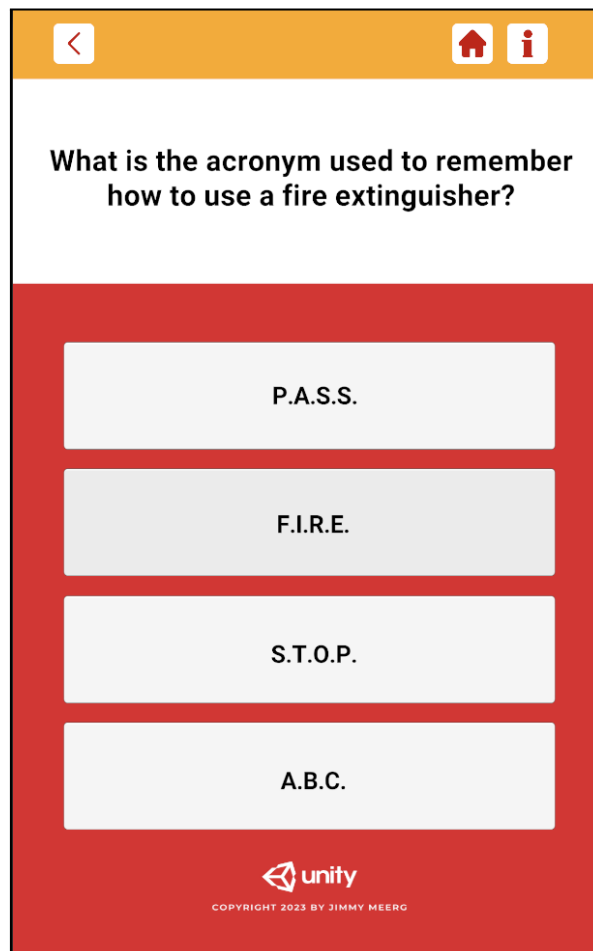 What is the acronym used to remember
how to use a fire extinguisher?
P.A.S.S.
F.I.R.E.
S.T.O.P.
A.B.C.
unity
COPYRIGHT 2023 BY JIMMY MEERG